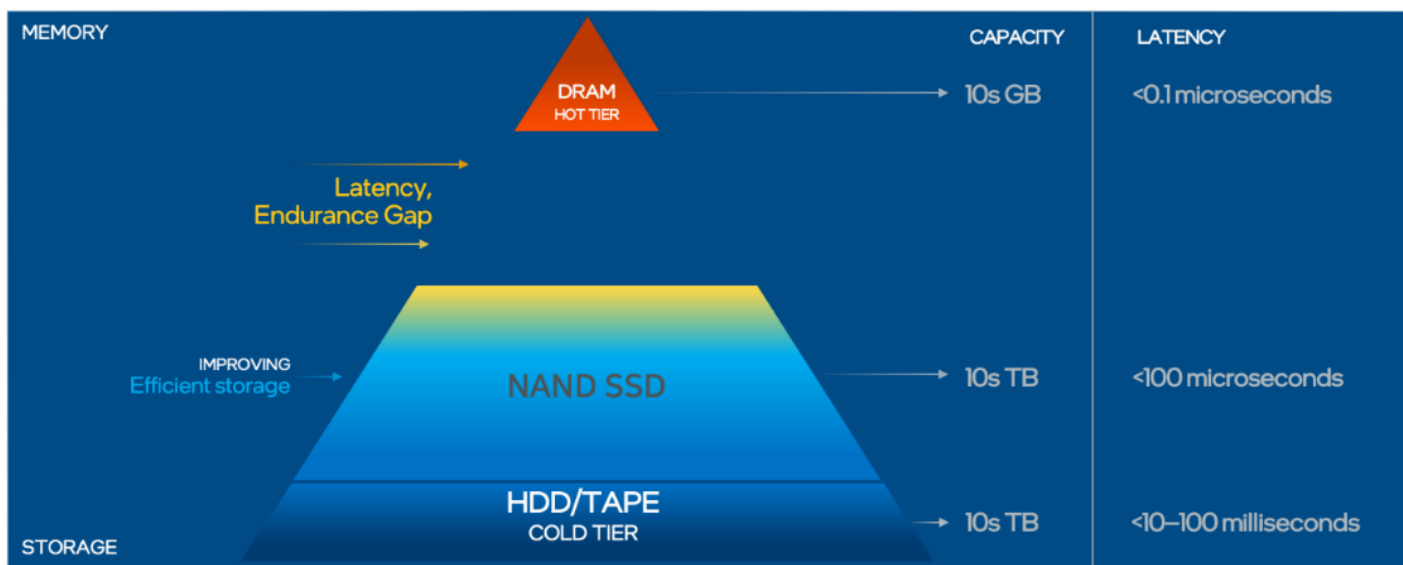 MEMORY
CAPACITY
LATENCY
DRAM
HOT TIER
10s GB
<0.1 microseconds
Latency,
Endurance Gap
IMPROVING
Efficient storage
NAND SSD
10s TB
<100 microseconds
HDD/TAPE
COLD TIER
10s TB
<10–100 milliseconds
STORAGE